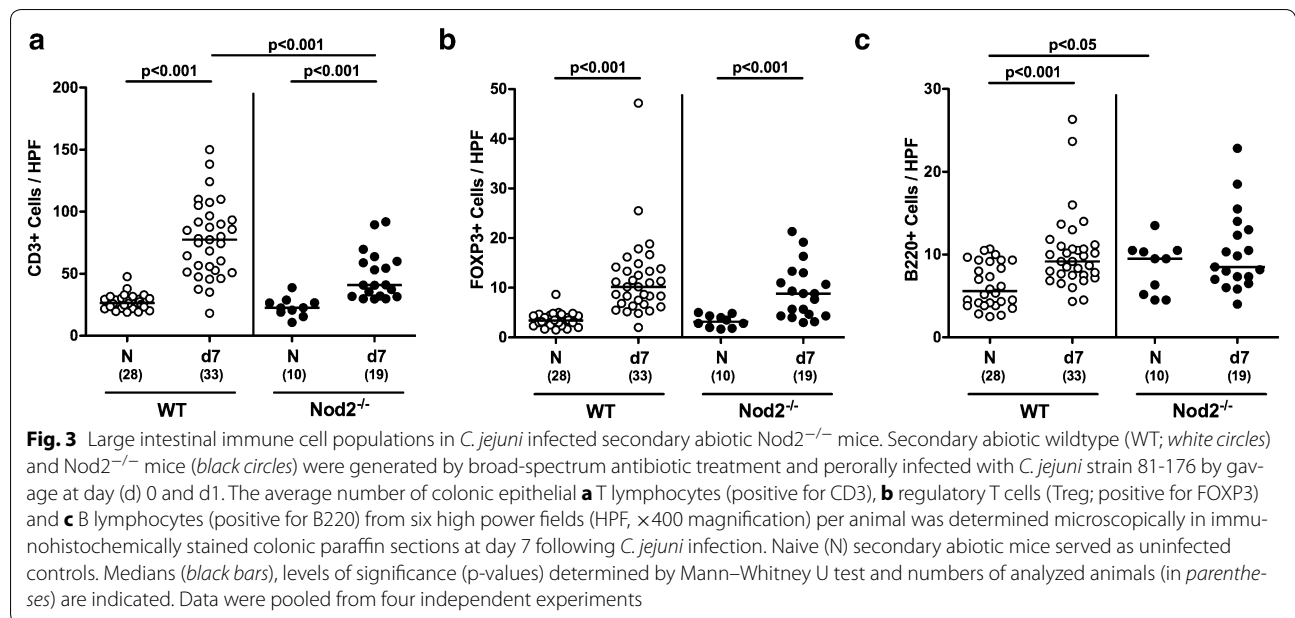 a
p<0.001
p<0.001
p<0.001
CD3+ Cells / HPF
200
150
100
50
0
N
d7
N
d7
(28)
(33)
(10)
(19)
WT
Nod2-/-
b
p<0.001
p<0.001
FOXP3+ Cells / HPF
50
40
30
20
10
0
N
d7
N
d7
(28)
(33)
(10)
(19)
WT
Nod2-/-
c
p<0.05
p<0.001
B220+ Cells / HPF
30
20
10
0
N
d7
N
d7
(28)
(33)
(10)
(19)
WT
Nod2-/-
Fig. 3 Large intestinal immune cell populations in C. jejuni infected secondary abiotic Nod2−/− mice. Secondary abiotic wildtype (WT; white circles)
and Nod2−/− mice (black circles) were generated by broad-spectrum antibiotic treatment and perorally infected with C. jejuni strain 81-176 by gav-
age at day (d) 0 and d1. The average number of colonic epithelial a T lymphocytes (positive for CD3), b regulatory T cells (Treg; positive for FOXP3)
and c B lymphocytes (positive for B220) from six high power fields (HPF, ×400 magnification) per animal was determined microscopically in immu-
nohistochemically stained colonic paraffin sections at day 7 following C. jejuni infection. Naive (N) secondary abiotic mice served as uninfected
controls. Medians (black bars), levels of significance (p-values) determined by Mann–Whitney U test and numbers of analyzed animals (in parenthe-
ses) are indicated. Data were pooled from four independent experiments